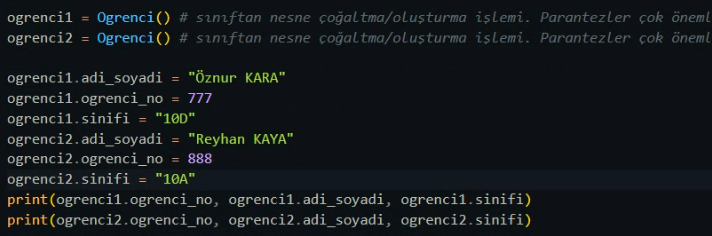 ogrenci1 = Ogrenci() # sınıftan nesne çoğaltma/oluşturma işlemi. Parantezler çok öneml
ogrenci2 = Ogrenci() # sınıftan nesne çoğaltma/oluşturma işlemi. Parantezler çok öneml
ogrenci1.adi_soyadi = "Öznur KARA"
ogrenci1.ogrenci_no = 777
ogrenci1.sinifi = "10D"
ogrenci2.adi_soyadi = "Reyhan KAYA"
ogrenci2.ogrenci_no = 888
ogrenci2.sinifi = "10A"
print(ogrenci1.ogrenci_no, ogrenci1.adi_soyadi, ogrenci1.sinifi)
print(ogrenci2.ogrenci_no, ogrenci2.adi_soyadi, ogrenci2.sinifi)